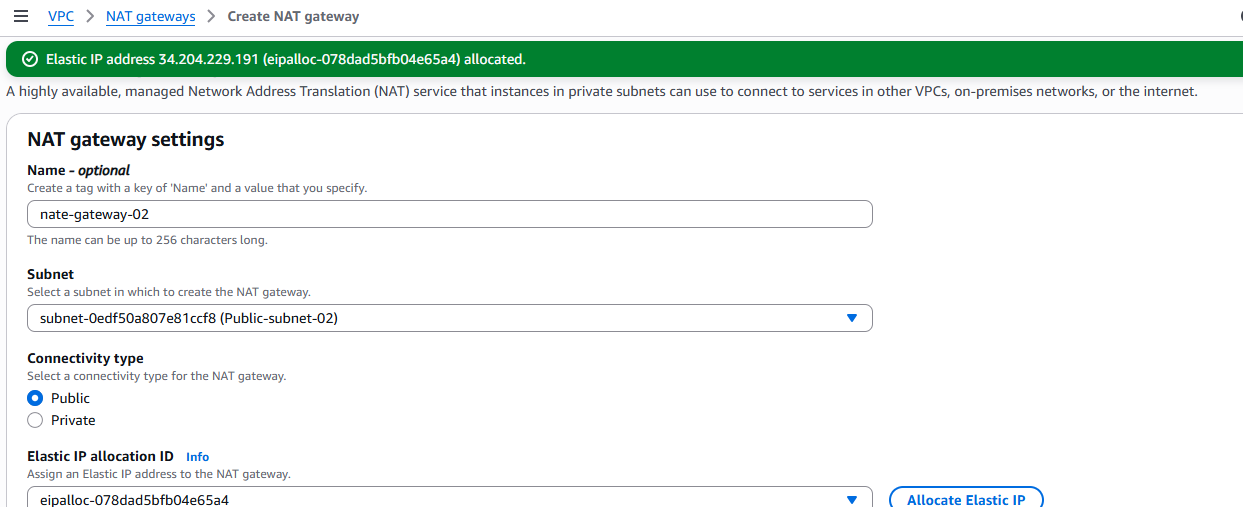 VPC > NAT gateways > Create NAT gateway
Elastic IP address 34.204.229.191 (eipalloc-078dad5bfb04e65a4) allocated.
A highly available, managed Network Address Translation (NAT) service that instances in private subnets can use to connect to services in other VPCs, on-premises networks, or the internet.
NAT gateway settings
Name - optional
Create a tag with a key of 'Name' and a value that you specify.
nate-gateway-02
The name can be up to 256 characters long.
Subnet
Select a subnet in which to create the NAT gateway.
subnet-0edf50a807e81ccf8 (Public-subnet-02)
Connectivity type
Select a connectivity type for the NAT gateway.
Public
Private
Elastic IP allocation ID Info
Assign an Elastic IP address to the NAT gateway.
eipalloc-078dad5bfb04e65a4 Allocate Elastic IP